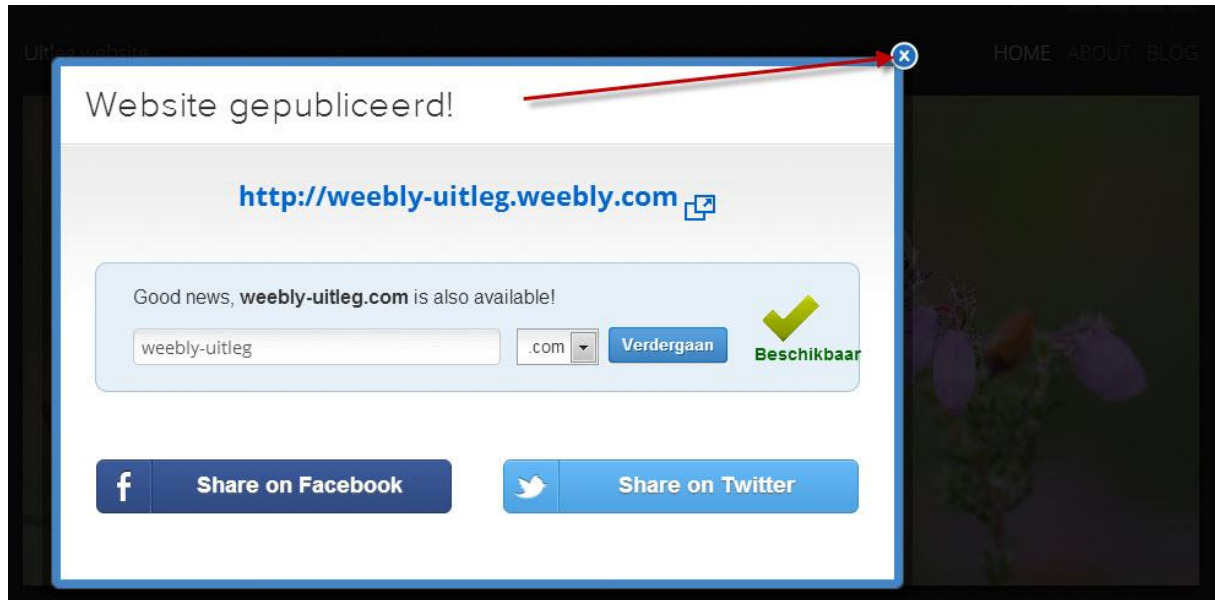 Uitleg website
HOME ABOUT BLOG
Website gepubliceerd!
http://weebly-uitleg.weebly.com
Good news, weebly-uitleg.com is also available!
weebly-uitleg .com Verdergaan
Beschikbaar
f Share on Facebook Share on Twitter